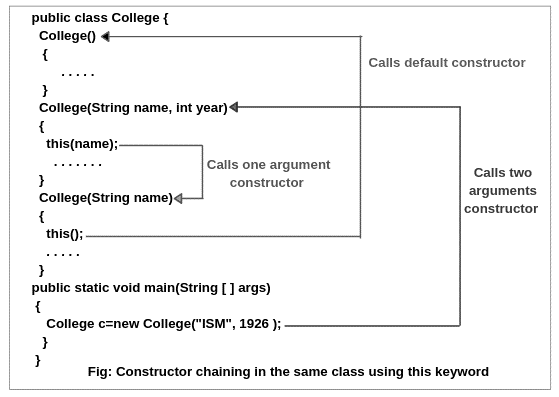 public class College {
College()
{
. . . . .
}
Calls default constructor
College(String name, int year)
{
this(name);
. . . . . . .
}
Calls one argument
constructor
Calls two
arguments
constructor
College(String name)
{
this();
. . . . .
}
public static void main(String [ ] args)
{
College c=new College("ISM", 1926 );
}
}
Fig: Constructor chaining in the same class using this keyword